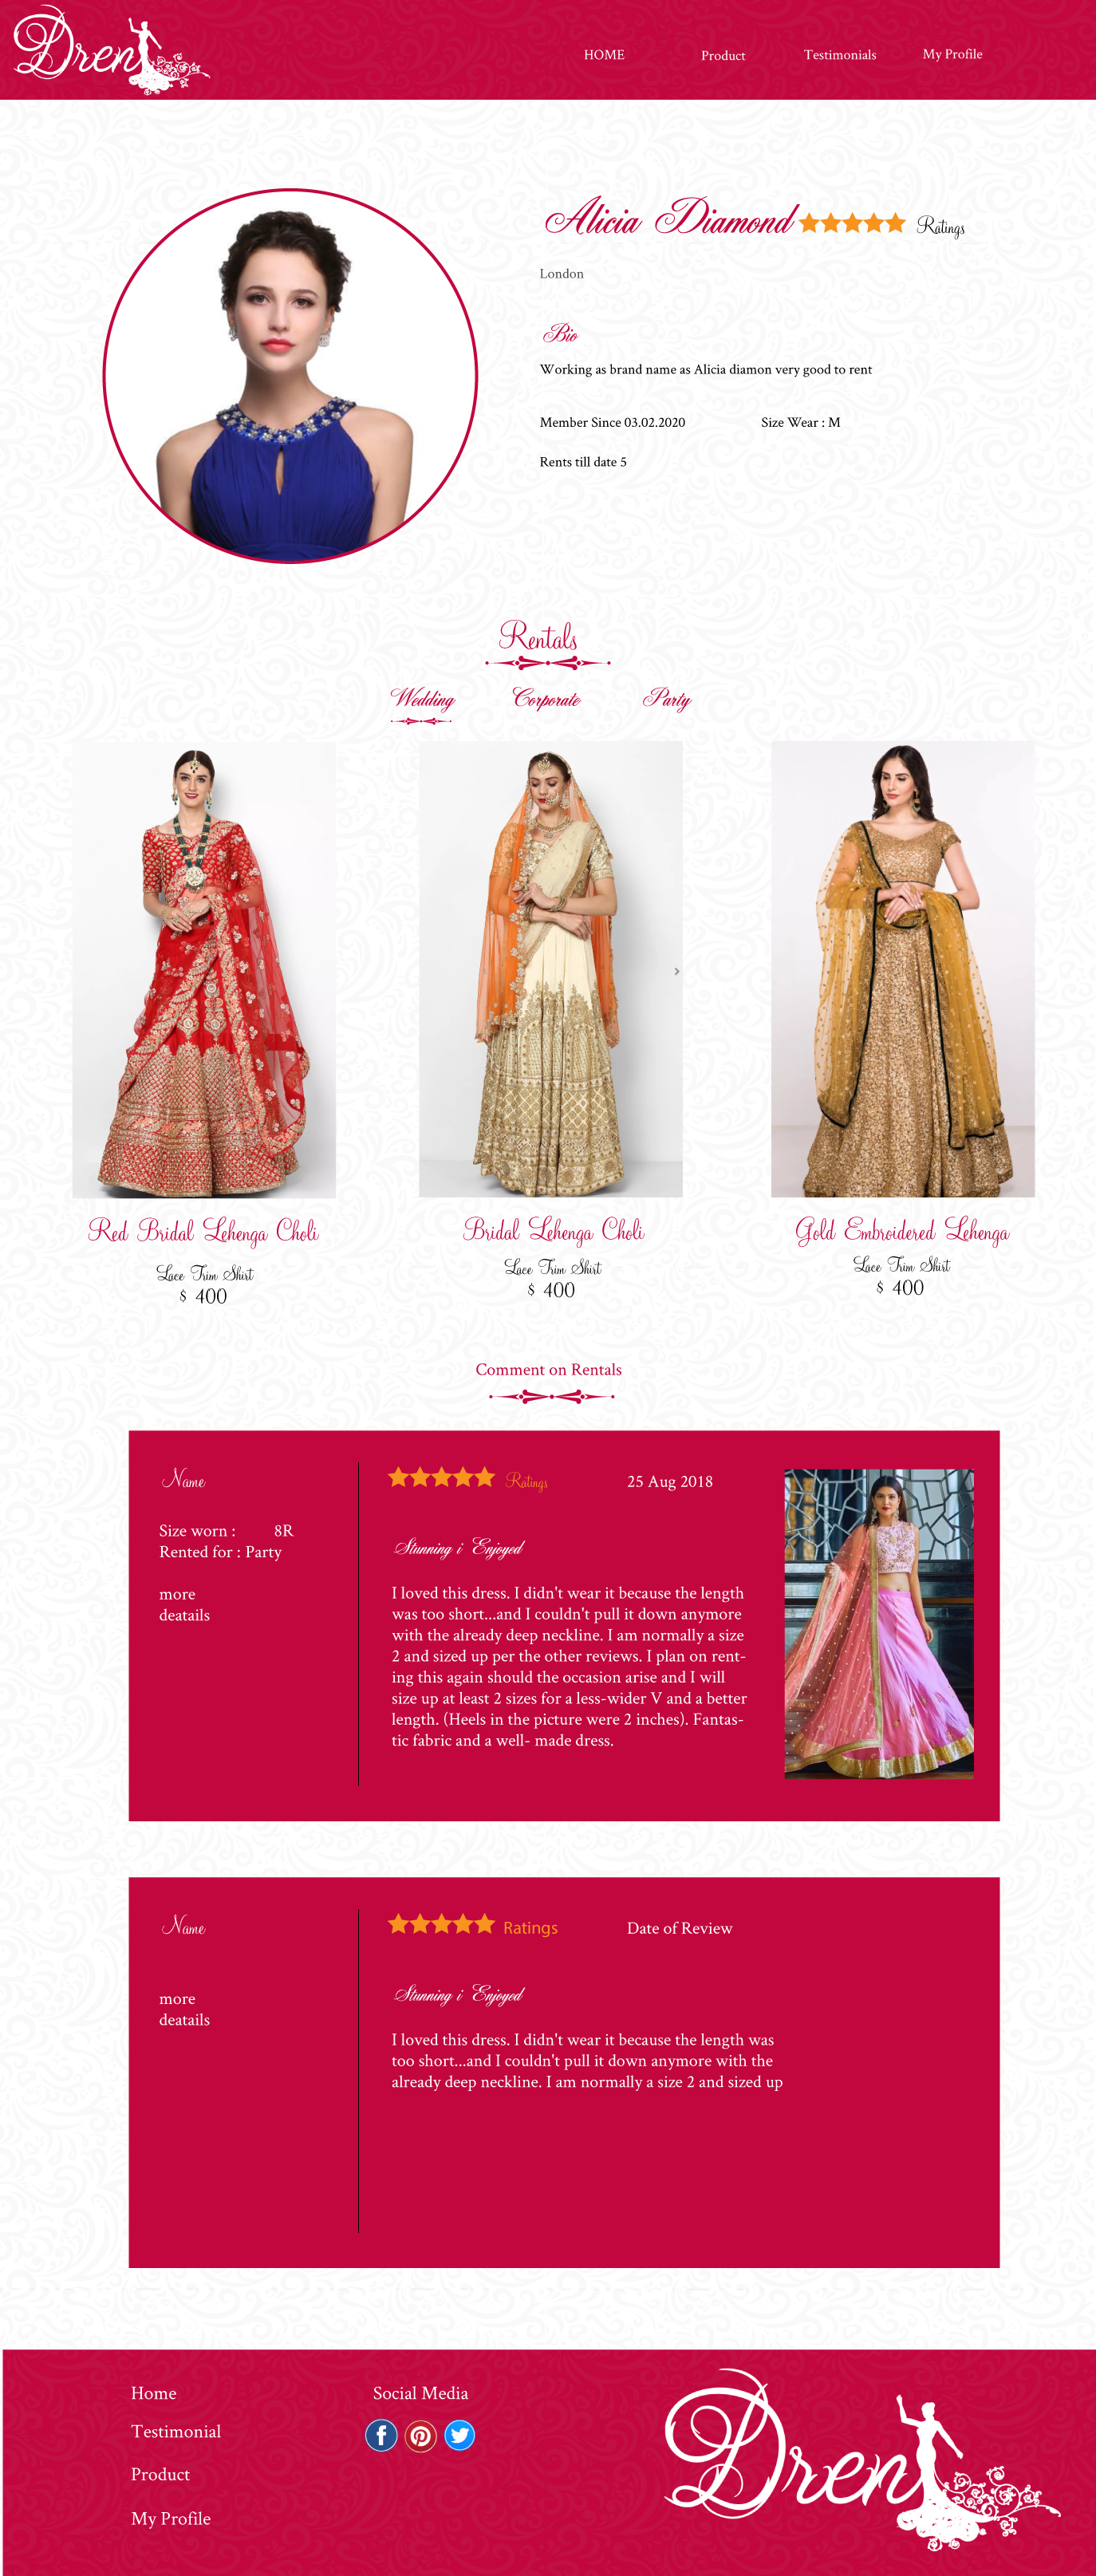 Dren
HOME
Product
Testimonials
My Profile
Alicia Diamond
Ratings
London
Bio
Working as brand name as Alicia diamon very good to rent
Member Since 03.02.2020
Size Wear : M
Rents till date 5
Rentals
Wedding
Corporate
Party
Red Bridal Lehenga Choli
Lace Trim Shirt
$ 400
Bridal Lehenga Choli
Lace Trim Shirt
$ 400
Gold Embroidered Lehenga
Lace Trim Shirt
$ 400
Comment on Rentals
Name
Size worn : 8R
Rented for : Party
more
deatails
Ratings
25 Aug 2018
Stunning i Enjoyed
I loved this dress. I didn't wear it because the length
was too short...and I couldn't pull it down anymore
with the already deep neckline. I am normally a size
2 and sized up per the other reviews. I plan on rent-
ing this again should the occasion arise and I will
size up at least 2 sizes for a less-wider V and a better
length. (Heels in the picture were 2 inches). Fantas-
tic fabric and a well- made dress.
Name
more
deatails
Ratings
Date of Review
Stunning i Enjoyed
I loved this dress. I didn't wear it because the length was
too short...and I couldn't pull it down anymore with the
already deep neckline. I am normally a size 2 and sized up
Home
Testimonial
Product
My Profile
Social Media
Dren